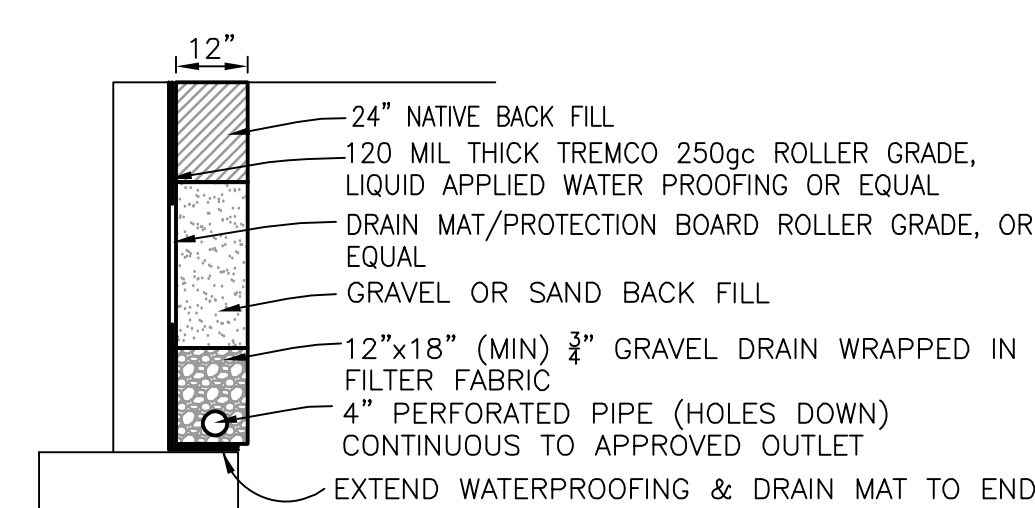 12"
24" NATIVE BACK FILL
120 MIL THICK TREMCO 250gc ROLLER GRADE,
LIQUID APPLIED WATER PROOFING OR EQUAL
DRAIN MAT/PROTECTION BOARD ROLLER GRADE, OR
EQUAL
GRAVEL OR SAND BACK FILL
12"x18" (MIN) ¾" GRAVEL DRAIN WRAPPED IN
FILTER FABRIC
4" PERFORATED PIPE (HOLES DOWN)
CONTINUOUS TO APPROVED OUTLET
EXTEND WATERPROOFING & DRAIN MAT TO END